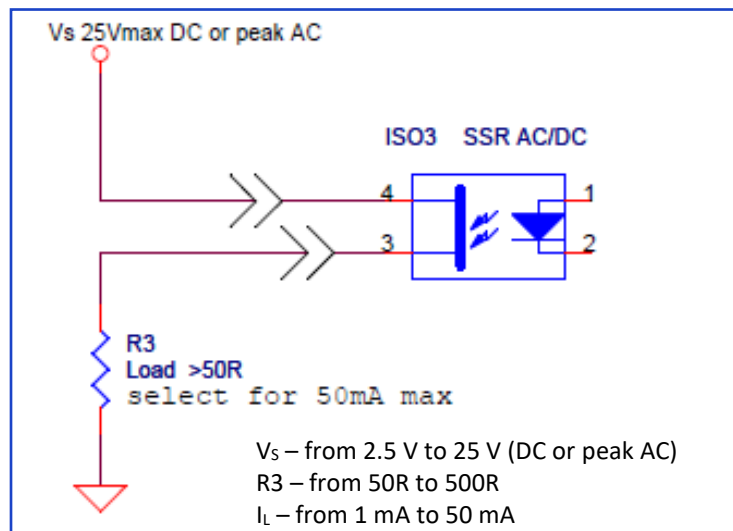 Vs 25Vmax DC or peak AC
ISO3 SSR AC/DC
4 1
3 2
R3
Load >50R
select for 50mA max
Vs – from 2.5 V to 25 V (DC or peak AC)
R3 – from 50R to 500R
IL – from 1 mA to 50 mA